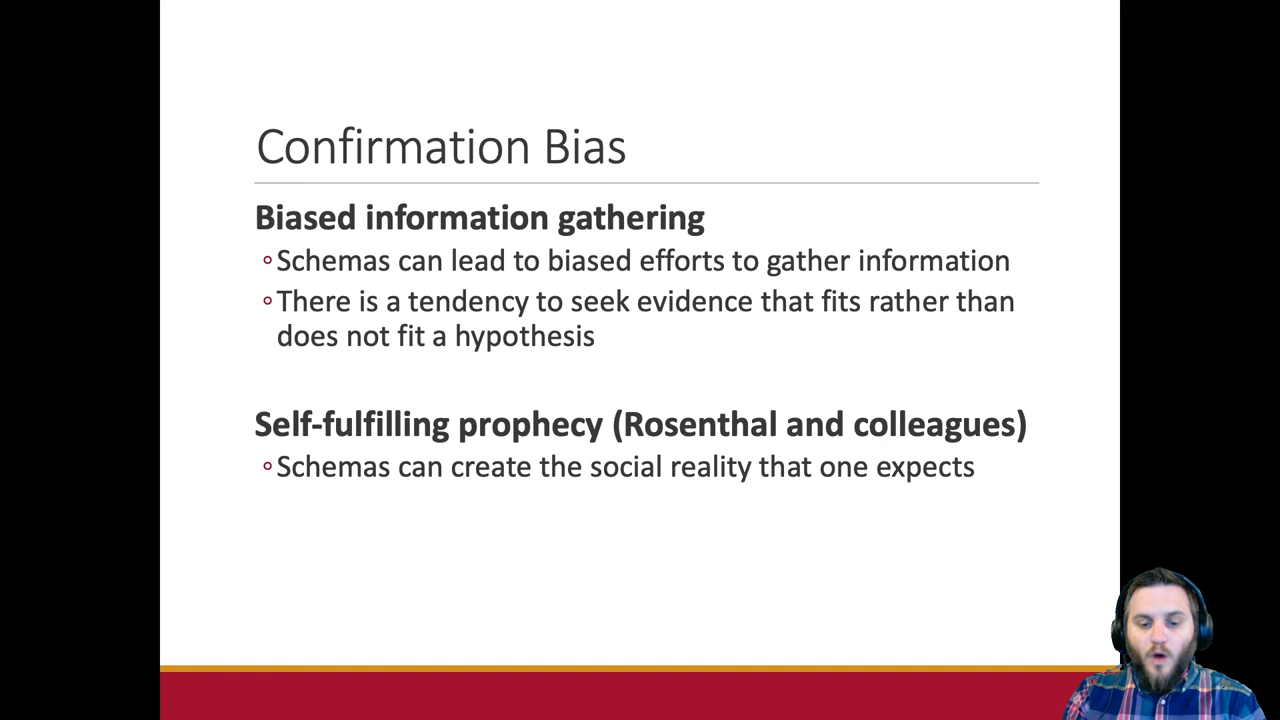 Confirmation Bias
Biased information gathering
◦Schemas can lead to biased efforts to gather information
◦There is a tendency to seek evidence that fits rather than
does not fit a hypothesis
Self-fulfilling prophecy (Rosenthal and colleagues)
◦Schemas can create the social reality that one expects